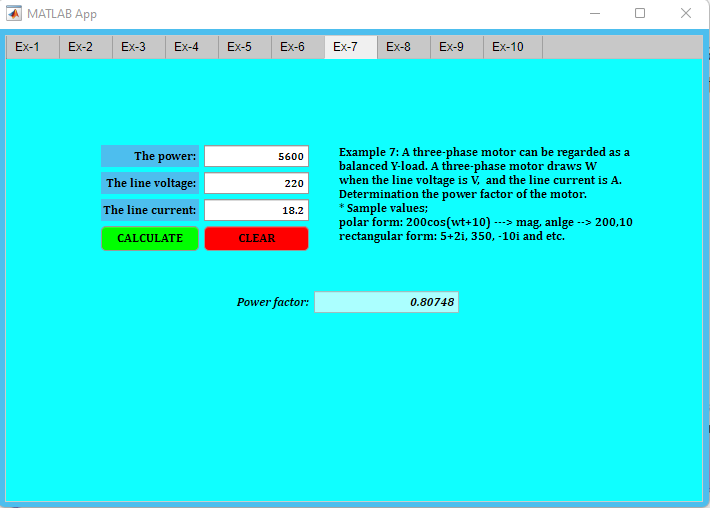 MATLAB App
Ex-1 Ex-2 Ex-3 Ex-4 Ex-5 Ex-6 Ex-7 Ex-8 Ex-9 Ex-10
The power: 5600
The line voltage: 220
The line current: 18.2
CALCULATE CLEAR
Example 7: A three-phase motor can be regarded as a
balanced Y-load. A three-phase motor draws W
when the line voltage is V,  and the line current is A.
Determination the power factor of the motor.
* Sample values;
polar form: 200cos(wt+10) ---> mag, anlge --> 200,10
rectangular form: 5+2i, 350, -10i and etc.
Power factor: 0.80748